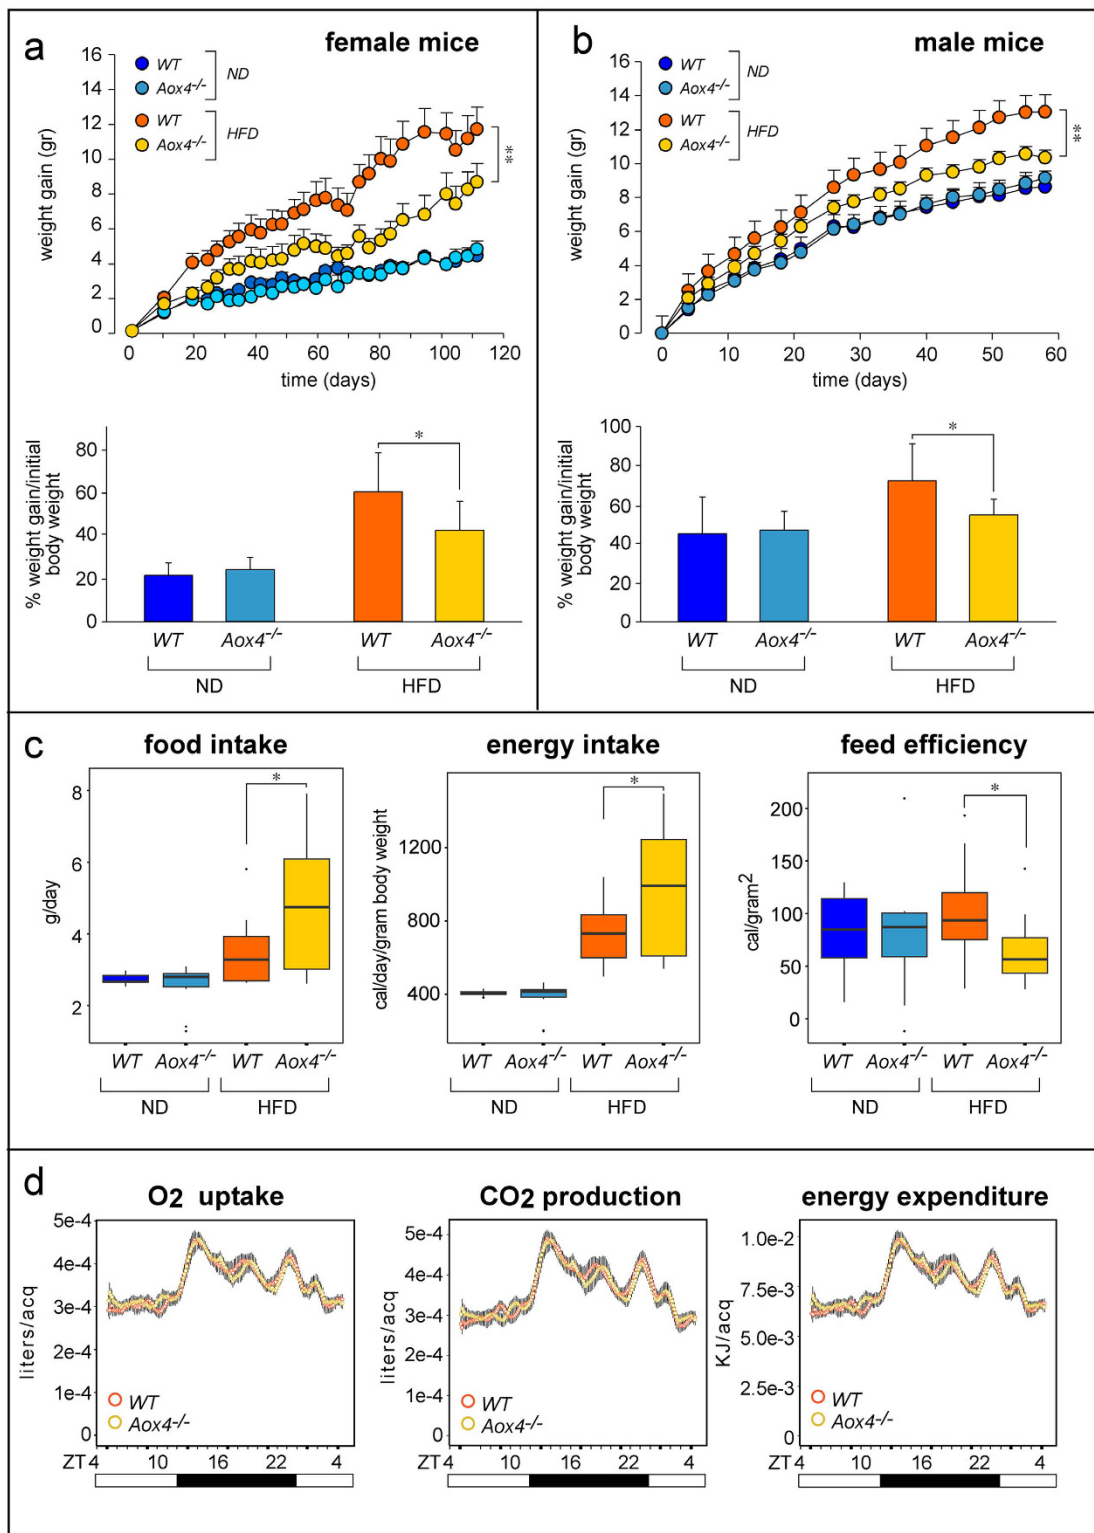 a female mice
16
14
12
10
8
6
4
2
0
weight gain (gr)
WT
Aox4-/-
ND
WT
Aox4-/-
HFD
**
0 20 40 60 80 100 120
time (days)
% weight gain/initial
body weight
80
60
40
20
0
*
WT Aox4-/- WT Aox4-/-
ND HFD
b male mice
16
14
12
10
8
6
4
2
0
weight gain (gr)
WT
Aox4-/-
ND
WT
Aox4-/-
HFD
**
0 10 20 30 40 50 60
time (days)
% weight gain/initial
body weight
100
80
60
40
60
0
*
WT Aox4-/- WT Aox4-/-
ND HFD
c
food intake
8
6
4
2
g/day
*
WT Aox4-/- WT Aox4-/-
ND HFD
energy intake
1200
800
400
cal/day/gram body weight
*
WT Aox4-/- WT Aox4-/-
ND HFD
feed efficiency
200
150
100
50
0
cal/gram2
*
WT Aox4-/- WT Aox4-/-
ND HFD
d
O2 uptake
5e-4
4e-4
3e-4
2e-4
1e-4
0
liters/acq
WT
Aox4-/-
ZT 4 10 16 22 4
CO2 production
5e-4
4e-4
3e-4
2e-4
1e-4
0
liters/acq
WT
Aox4-/-
4 10 16 22 4
energy expenditure
1.0e-2
7.5e-3
5.0e-3
2.5e-3
0
KJ/acq
WT
Aox4-/-
ZT 4 10 16 22 4